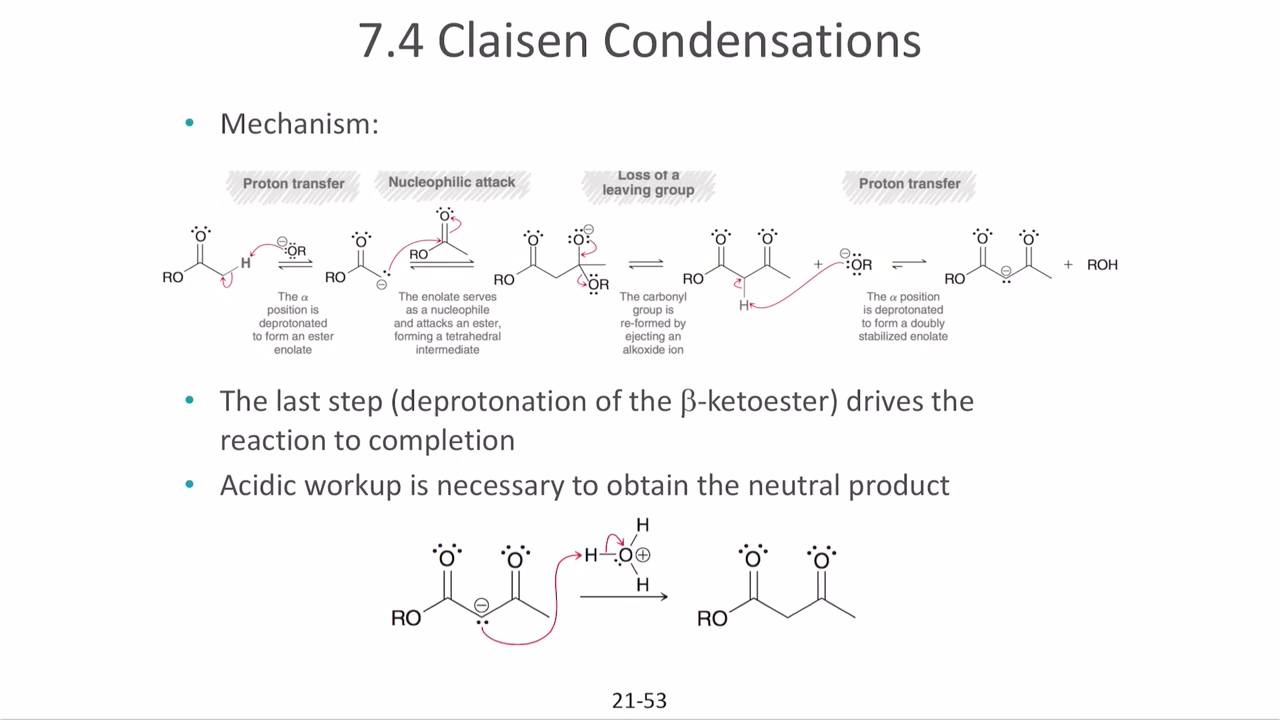 7.4 Claisen Condensations
• Mechanism:
Proton transfer
Nucleophilic attack
Loss of a
leaving group
Proton transfer
O
RO
H
⊖
OR
O
RO
⊖
O
RO
O
RO
O
⊖
OR
O
RO
O
H
+
⊖
OR
O
RO
O
⊖
+ ROH
The α
position is
deprotonated
to form an ester
enolate
The enolate serves
as a nucleophile
and attacks an ester,
forming a tetrahedral
intermediate
The carbonyl
group is
re-formed by
ejecting an
alkoxide ion
The α position
is deprotonated
to form a doubly
stabilized enolate
• The last step (deprotonation of the β-ketoester) drives the
reaction to completion
• Acidic workup is necessary to obtain the neutral product
O
O
RO
⊖
H
H
O
⊕
H
O
O
RO
21-53